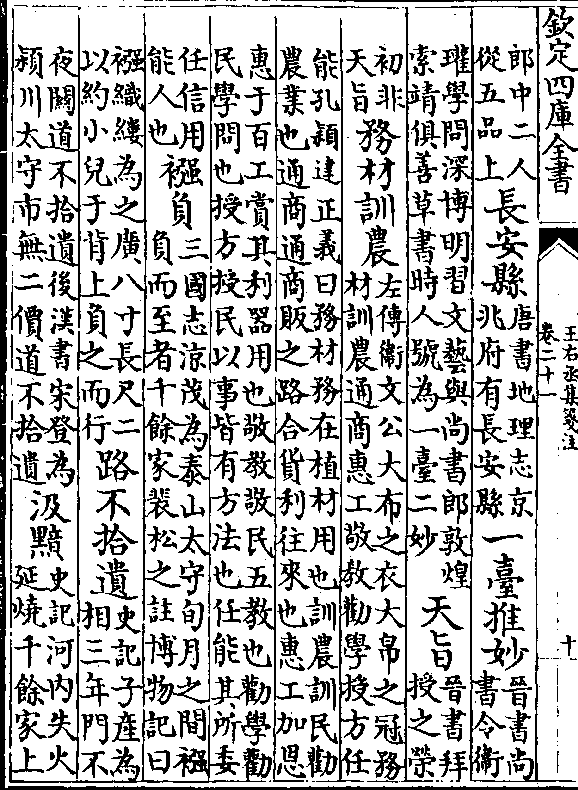 欽定四庫全書
王右丞集箋注
卷二十一
十
郎中二人從五品上長安縣唐書地理志京兆府有長安縣一臺推妙晉書尚書令衞
瓘學問深博明習文藝與尚書郎敦煌索靖俱善草書時人號為一臺二妙天旨晉書拜授之榮
初非天旨務材訓農左傳衞文公大布之衣大帛之冠務材訓農通商惠工敬教勸學授方任
能孔穎達正義曰務材務在植材用也訓農訓民勸農業也通商通商販之路合貨利往來也惠工加恩
惠于百工賞其利器用也敬教敬民五教也勸學勸民學問也授方授民以事皆有方法也任能其所委
任信用能人也襁負三國志涼茂為泰山太守旬月之間襁負而至者千餘家裴松之註博物記曰
襁織縷為之廣八寸長尺二以約小兒于背上負之而行路不拾遺史記子產為相三年門不
夜關道不拾遺後漢書宋登為潁川太守市無二價道不拾遺汲黯史記河內失火延燒千餘家上